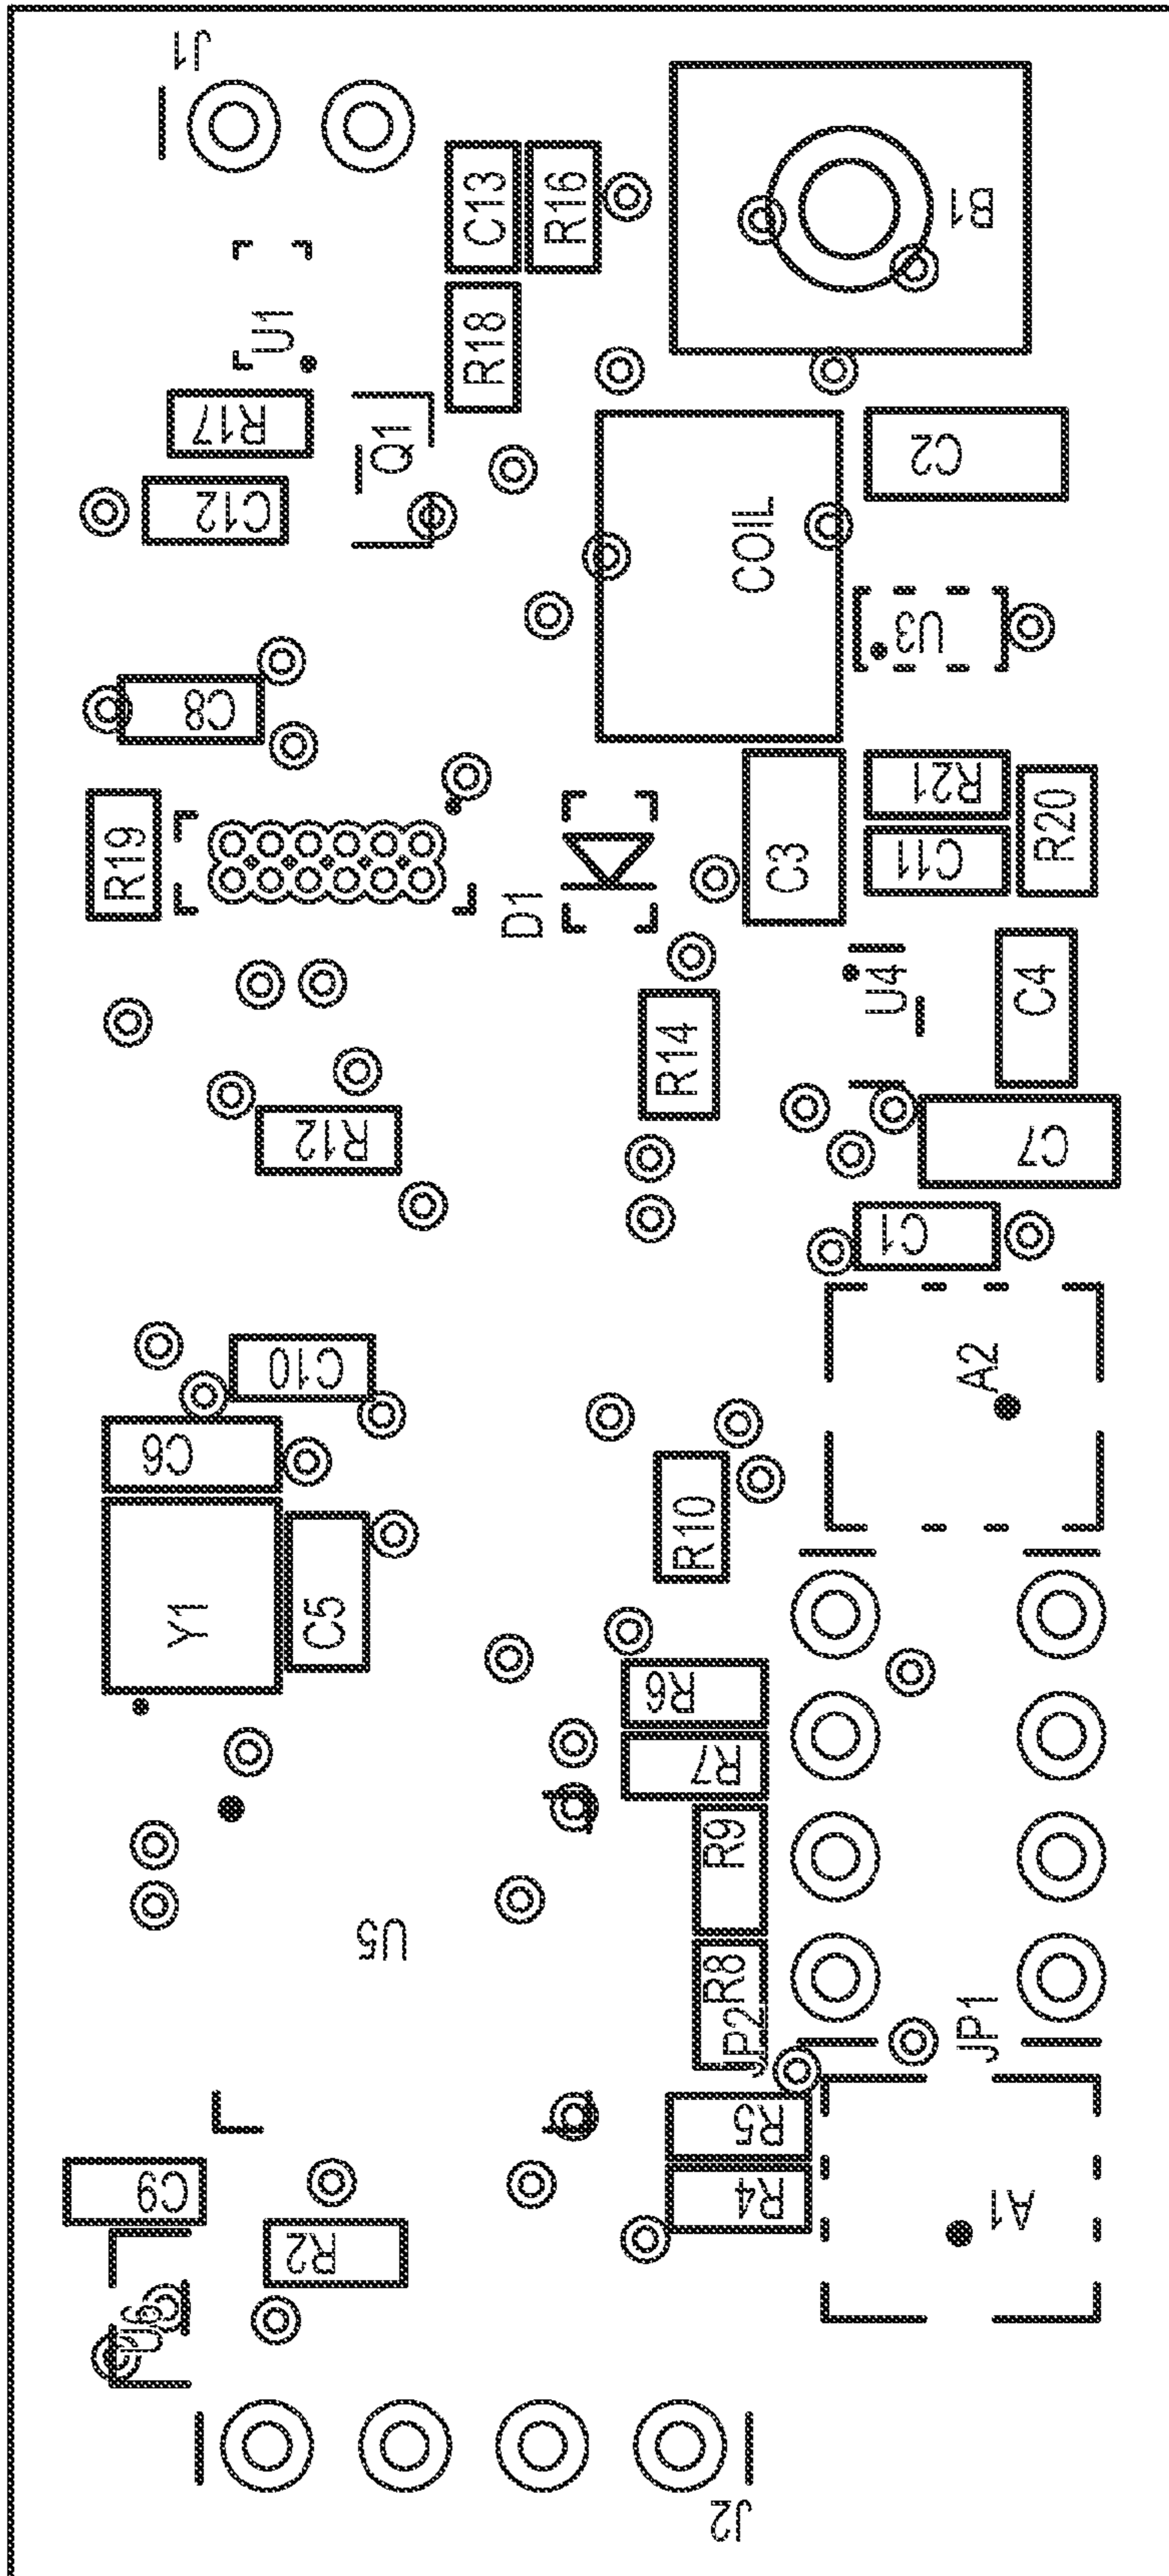 J1
C13
R16
B1
U1
R18
R17
Q1
C2
C12
COIL
U3
C8
R21
R19
C3
C11
R20
D1
U4
C4
R14
R12
C7
C1
A2
C10
C6
R10
Y1
C5
R6
R7
R9
U5
R8
JP2
JP1
R5
C9
R4
A1
R2
U6
J2